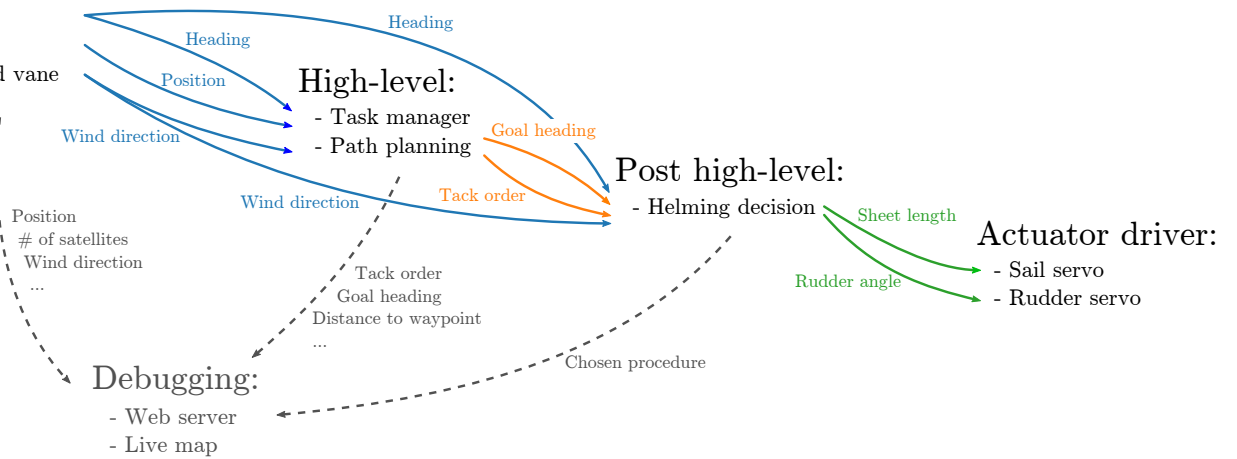 Heading
Heading
vane
Position
Wind direction
High-level:
- Task manager
- Path planning
Goal heading
Tack order
Wind direction
Post high-level:
- Helming decision
Sheet length
Rudder angle
Actuator driver:
- Sail servo
- Rudder servo
Position
# of satellites
Wind direction
...
Tack order
Goal heading
Distance to waypoint
...
Chosen procedure
Debugging:
- Web server
- Live map